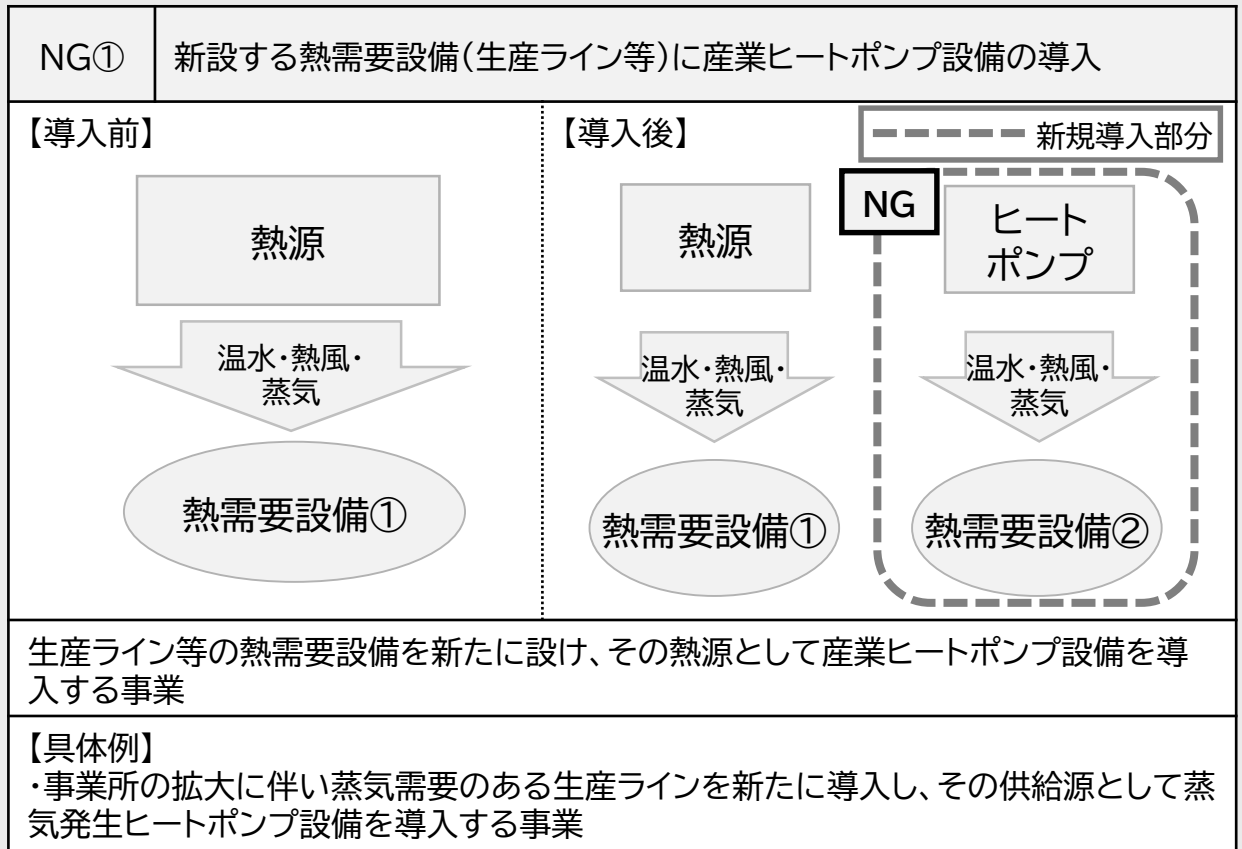 NG①
新設する熱需要設備(生産ライン等)に産業ヒートポンプ設備の導入
【導入前】
熱源
温水・熱風・
蒸気
熱需要設備①
【導入後】
新規導入部分
熱源
温水・熱風・
蒸気
熱需要設備①
NG
ヒート
ポンプ
温水・熱風・
蒸気
熱需要設備②
生産ライン等の熱需要設備を新たに設け、その熱源として産業ヒートポンプ設備を導
入する事業
【具体例】
・事業所の拡大に伴い蒸気需要のある生産ラインを新たに導入し、その供給源として蒸
気発生ヒートポンプ設備を導入する事業